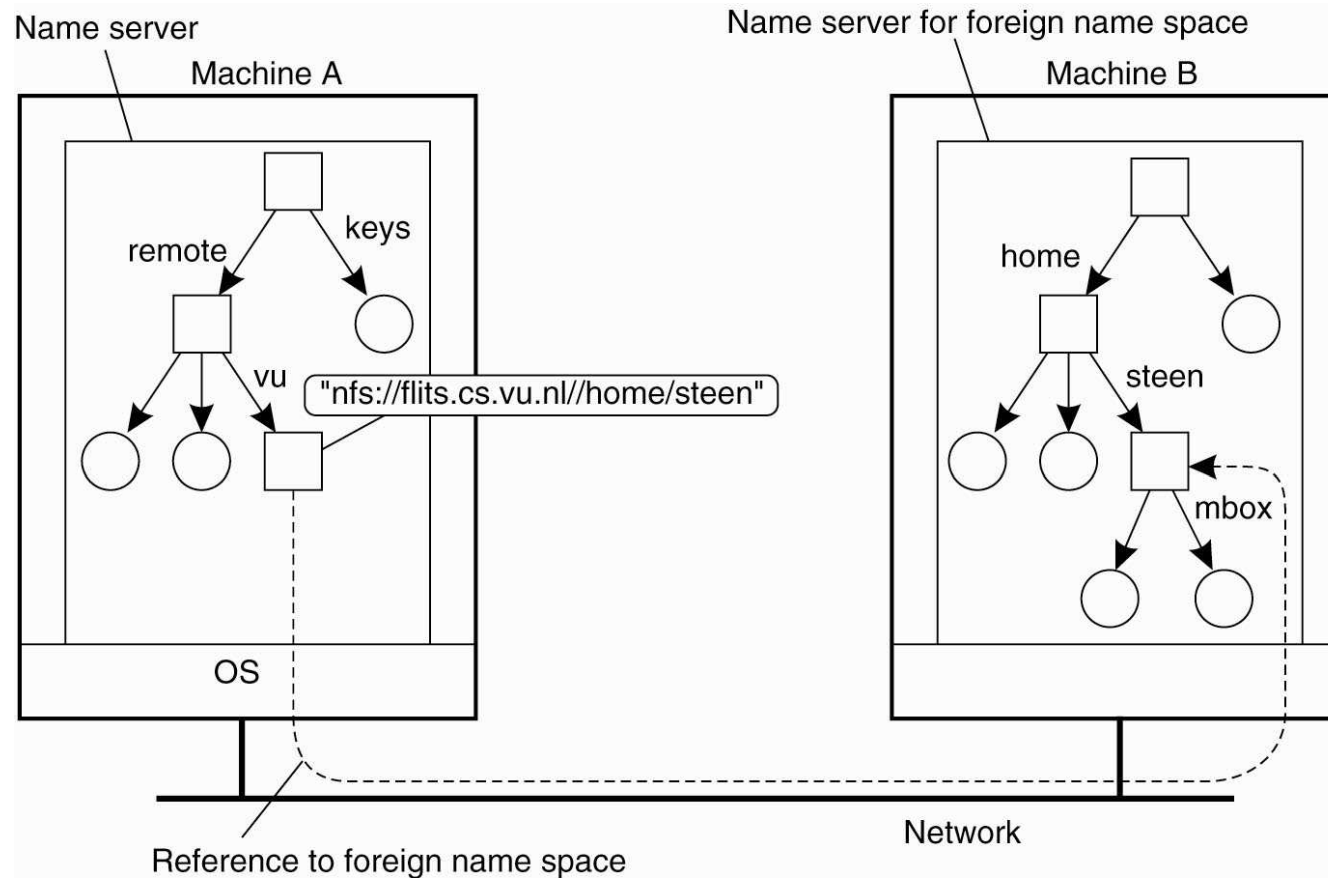 Name server
Name server for foreign name space
Machine A
Machine B
keys
remote
home
vu
steen
"nfs://flits.cs.vu.nl//home/steen"
mbox
OS
Network
Reference to foreign name space